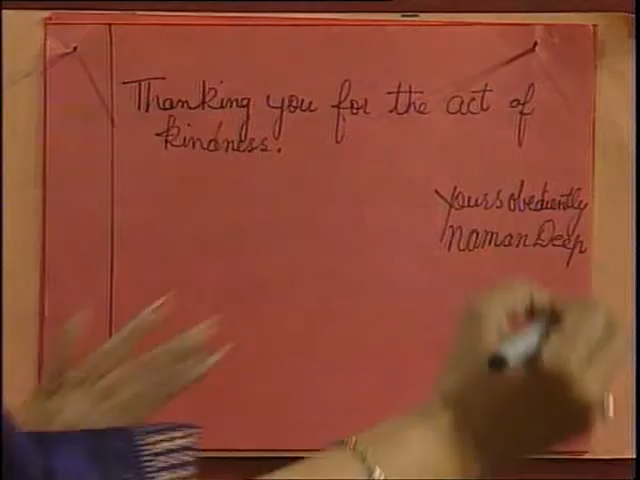 Thanking you for the act of
kindness.
yours obediently
Naman Deep